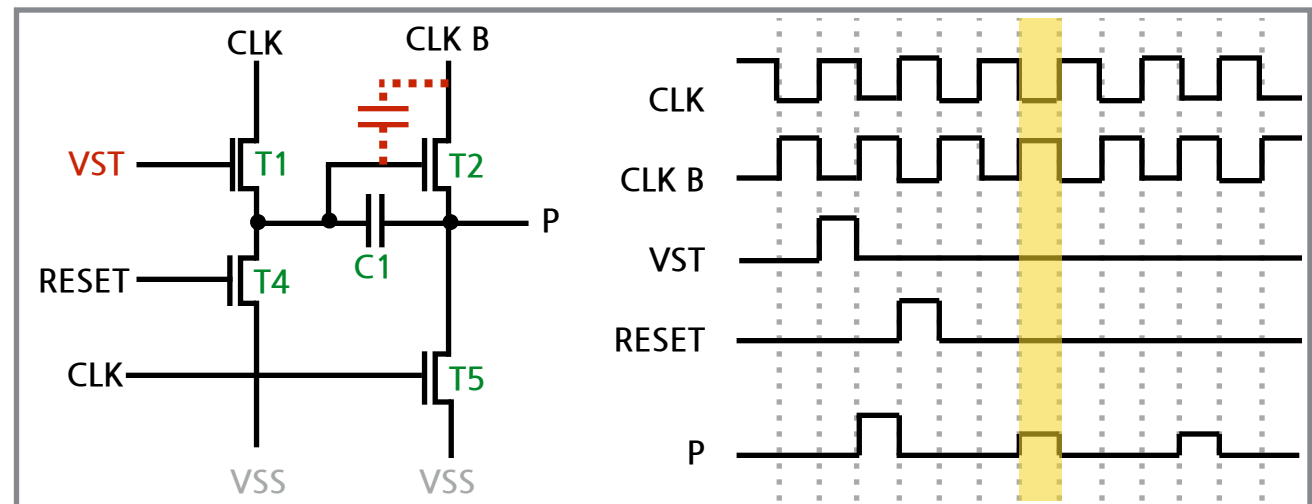 CLK
CLK B
VST
T1
T2
P
C1
RESET
T4
CLK
T5
VSS
VSS
CLK
CLK B
VST
RESET
P